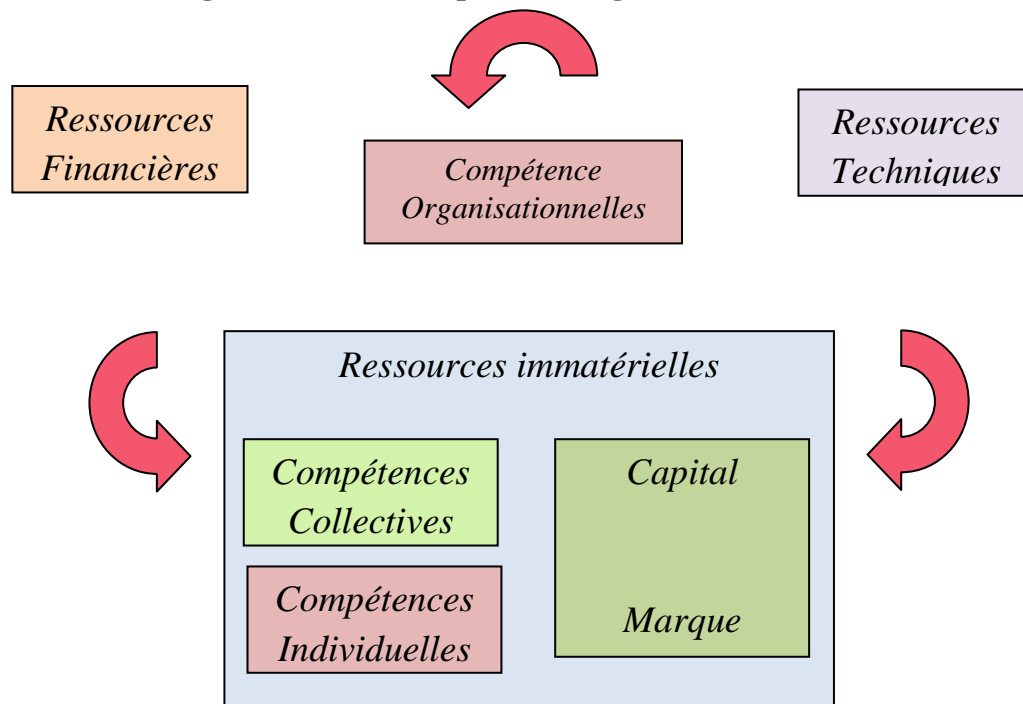 Ressources
Financières
Compétence
Organisationnelles
Ressources
Techniques
Ressources immatérielles
Compétences
Collectives
Capital
Compétences
Individuelles
Marque